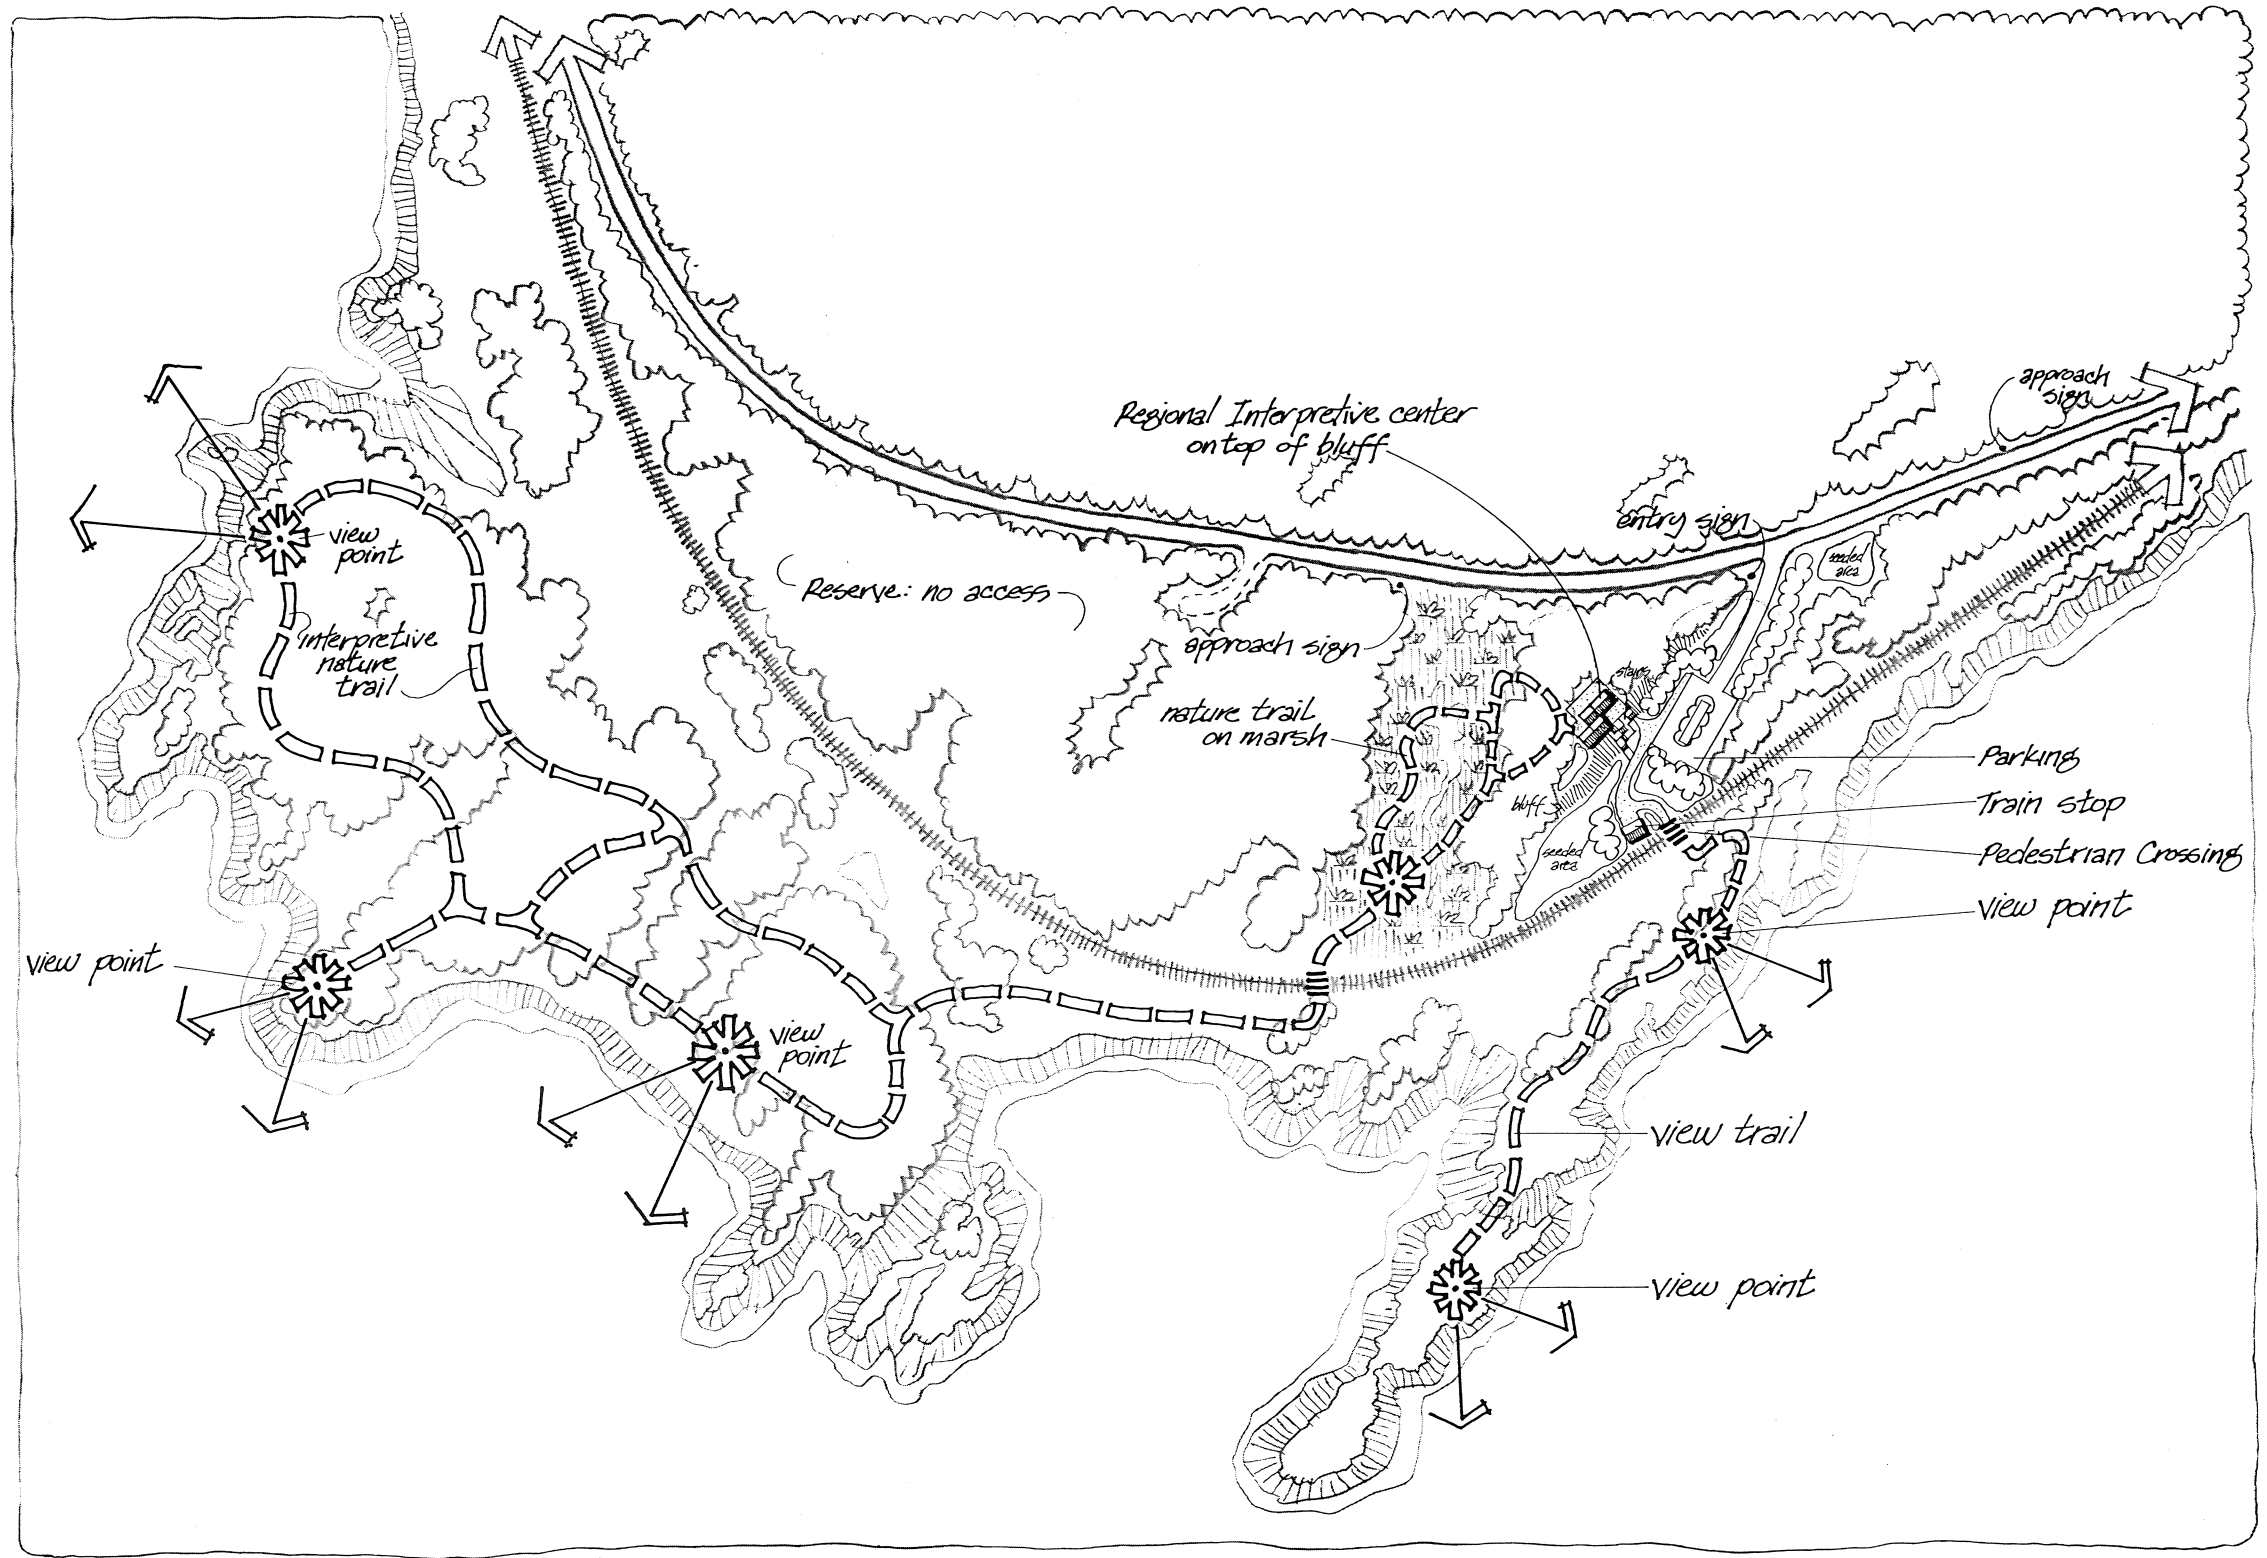 approach
sign
Regional Interpretive center
on top of bluff
entry sign
seeded
area
view
point
Reserve: no access
approach sign
interpretive
nature
trail
stairs
nature trail
on marsh
Parking
bluff
Train stop
seeded
area
Pedestrian Crossing
view point
view point
view
point
view trail
view point